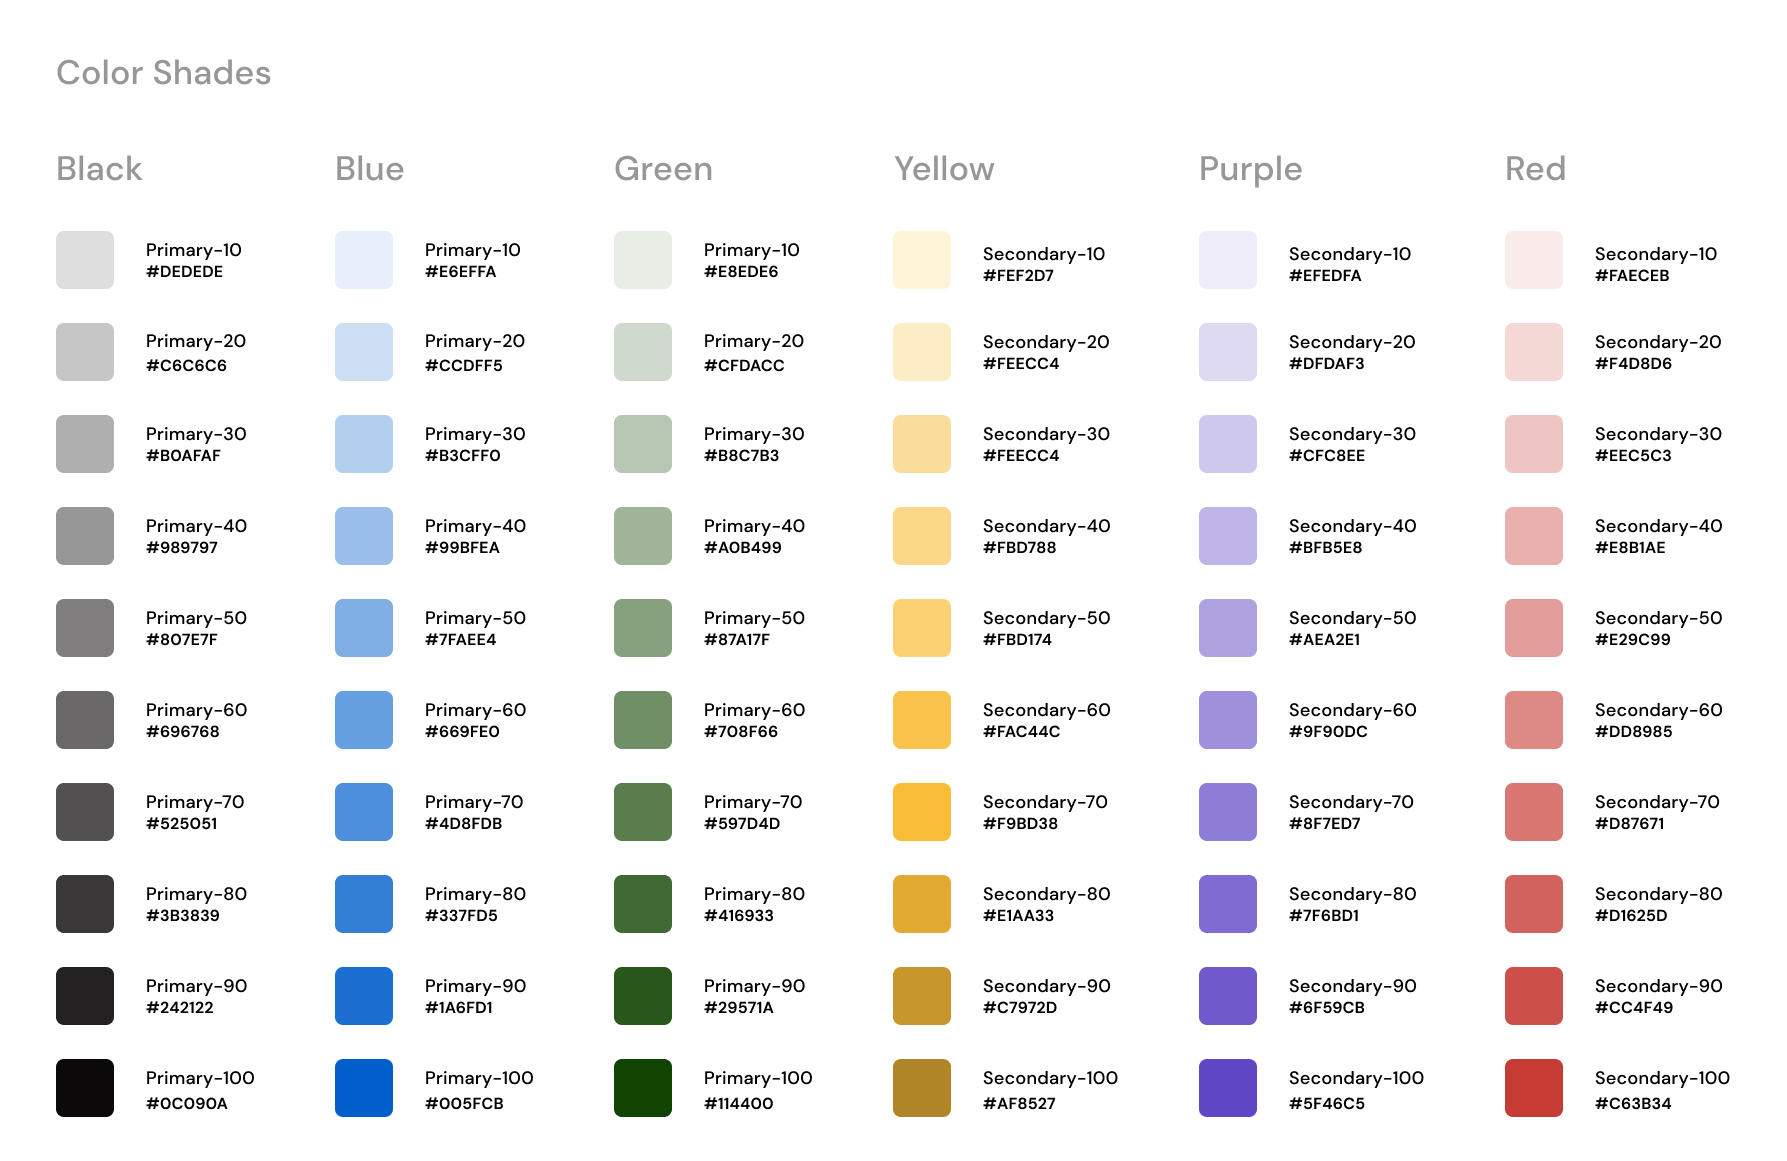 Color Shades
Black
Primary-10
#DEDEDE
Primary-20
#C6C6C6
Primary-30
#B0AFAF
Primary-40
#989797
Primary-50
#807E7F
Primary-60
#696768
Primary-70
#525051
Primary-80
#3B3839
Primary-90
#242122
Primary-100
#0C090A
Blue
Primary-10
#E6EFFA
Primary-20
#CCDFF5
Primary-30
#B3CFF0
Primary-40
#99BFEA
Primary-50
#7FAEE4
Primary-60
#669FE0
Primary-70
#4D8FDB
Primary-80
#337FD5
Primary-90
#1A6FD1
Primary-100
#005FCB
Green
Primary-10
#E8EDE6
Primary-20
#CFDACC
Primary-30
#B8C7B3
Primary-40
#A0B499
Primary-50
#87A17F
Primary-60
#708F66
Primary-70
#597D4D
Primary-80
#416933
Primary-90
#29571A
Primary-100
#114400
Yellow
Secondary-10
#FEF2D7
Secondary-20
#FEECC4
Secondary-30
#FEECC4
Secondary-40
#FBD788
Secondary-50
#FBD174
Secondary-60
#FAC44C
Secondary-70
#F9BD38
Secondary-80
#E1AA33
Secondary-90
#C7972D
Secondary-100
#AF8527
Purple
Secondary-10
#EFEDFA
Secondary-20
#DFDAF3
Secondary-30
#CFC8EE
Secondary-40
#BFB5E8
Secondary-50
#AEA2E1
Secondary-60
#9F90DC
Secondary-70
#8F7ED7
Secondary-80
#7F6BD1
Secondary-90
#6F59CB
Secondary-100
#5F46C5
Red
Secondary-10
#FAECEB
Secondary-20
#F4D8D6
Secondary-30
#EEC5C3
Secondary-40
#E8B1AE
Secondary-50
#E29C99
Secondary-60
#DD8985
Secondary-70
#D87671
Secondary-80
#D1625D
Secondary-90
#CC4F49
Secondary-100
#C63B34